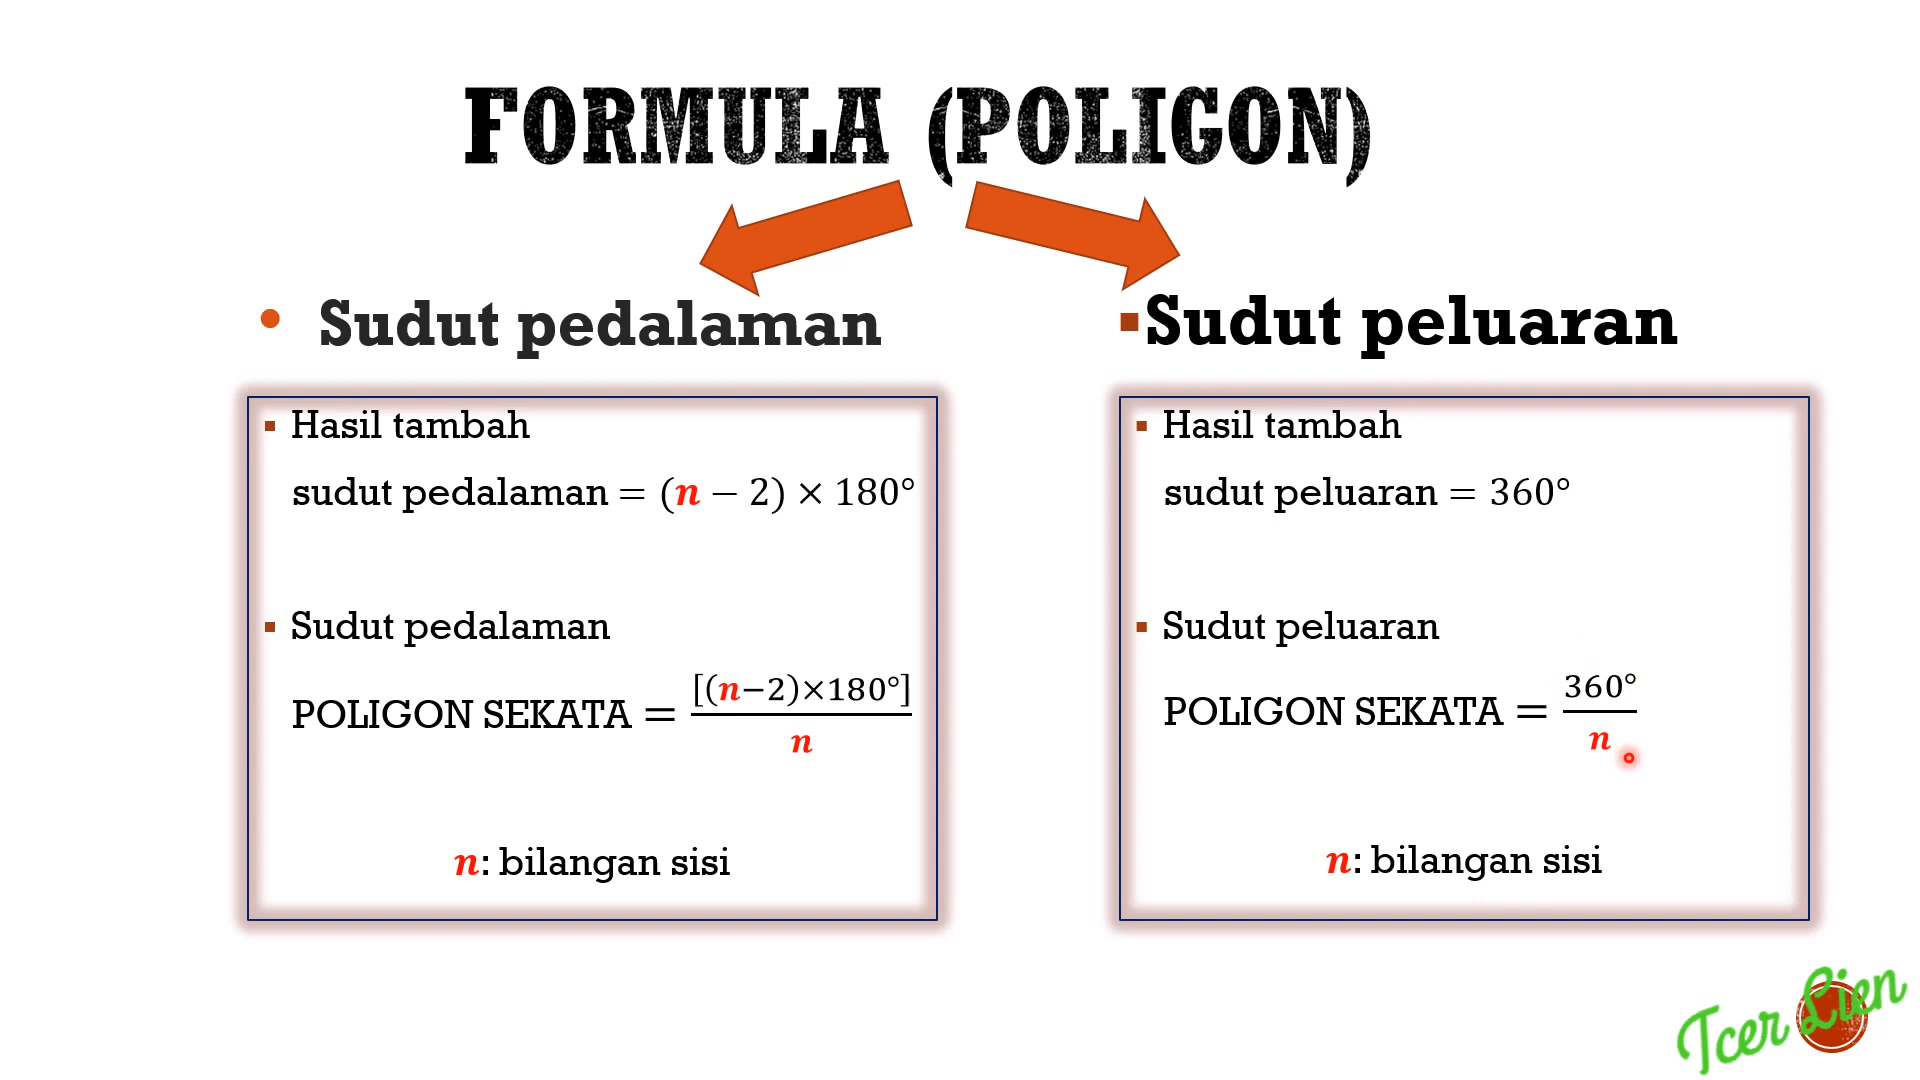 FORMULA (POLIGON)
• Sudut pedalaman
▪ Hasil tambah
sudut pedalaman = (n − 2) × 180°
▪ Sudut pedalaman
POLIGON SEKATA = [(n−2)×180°]/n
n: bilangan sisi
▪Sudut peluaran
▪ Hasil tambah
sudut peluaran = 360°
▪ Sudut peluaran
POLIGON SEKATA = 360°/n
n: bilangan sisi
Tcer Lien